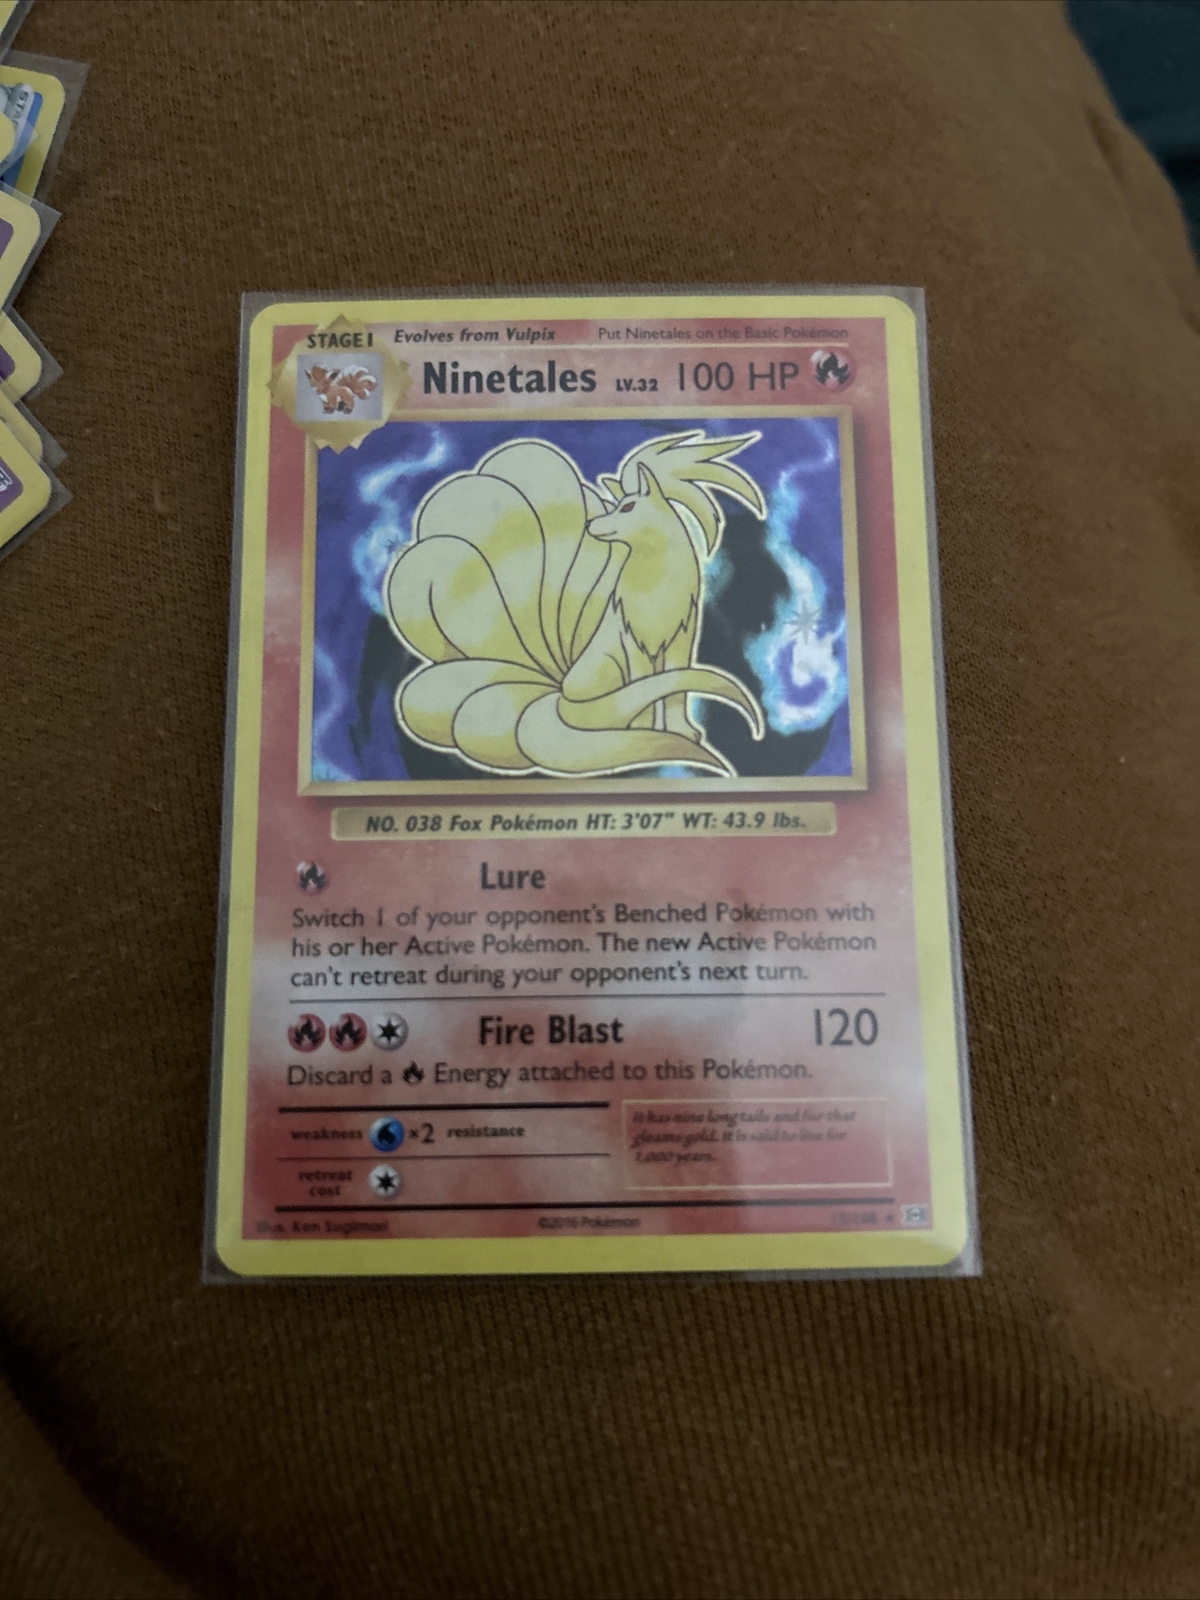 STAGE 1 Evolves from Vulpix Put Ninetales on the Basic Pokémon
Ninetales LV.32 100 HP
NO. 038 Fox Pokémon HT: 3'07" WT: 43.9 lbs.
Lure
Switch 1 of your opponent's Benched Pokémon with
his or her Active Pokémon. The new Active Pokémon
can't retreat during your opponent's next turn.
Fire Blast 120
Discard a Energy attached to this Pokémon.
weakness ×2 resistance
retreat
cost
It has nine long tails and fur that
gleams gold. it is said to live for
1,000 years.
Illus. Ken Sugimori ©2016 Pokémon